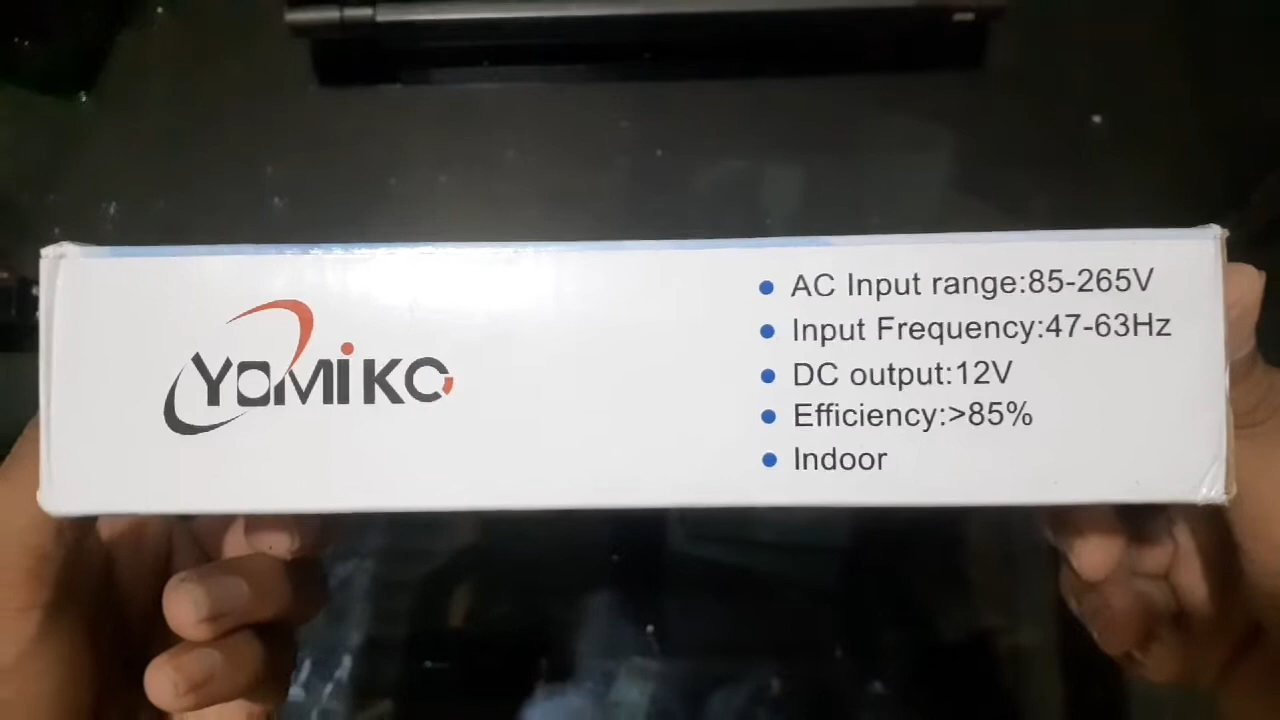 YOMIKO
AC Input range:85-265V
Input Frequency:47-63Hz
DC output:12V
Efficiency:>85%
Indoor